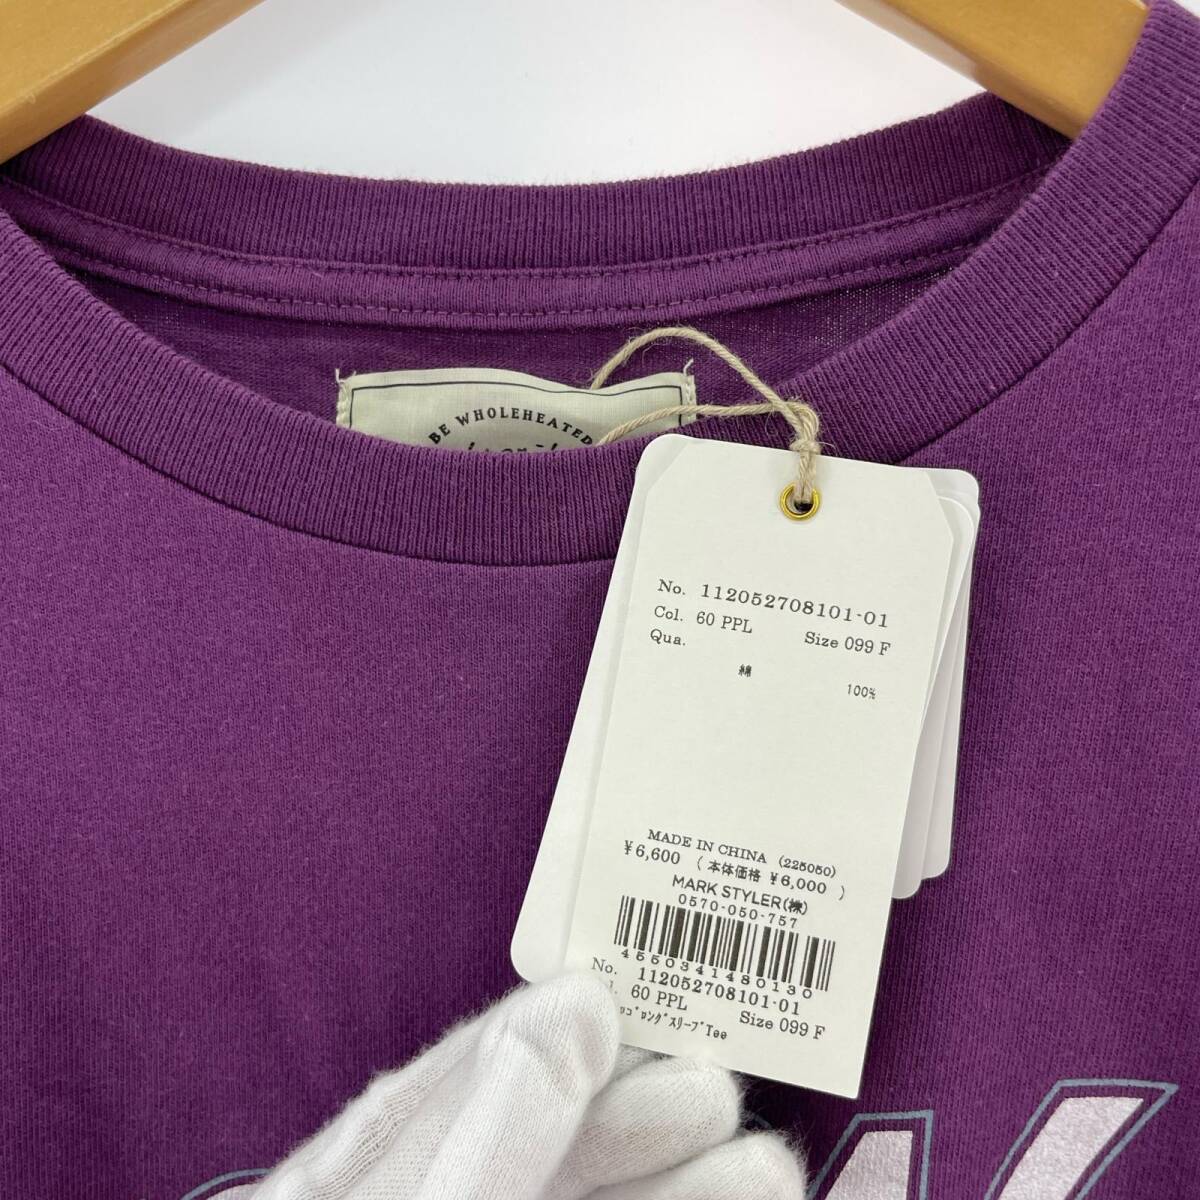 BE WHOLEHEATED
No. 112052708101-01
Col. 60 PPL Size 099 F
Qua.
綿 100%
MADE IN CHINA (225050)
¥6,600 (本体価格 ¥6,000)
MARK STYLER(株)
0570-050-757
4550341480130
No. 112052708101-01
60 PPL Size 099 F
ﾛｺﾞﾛﾝｸﾞｽﾘｰﾌﾞTee